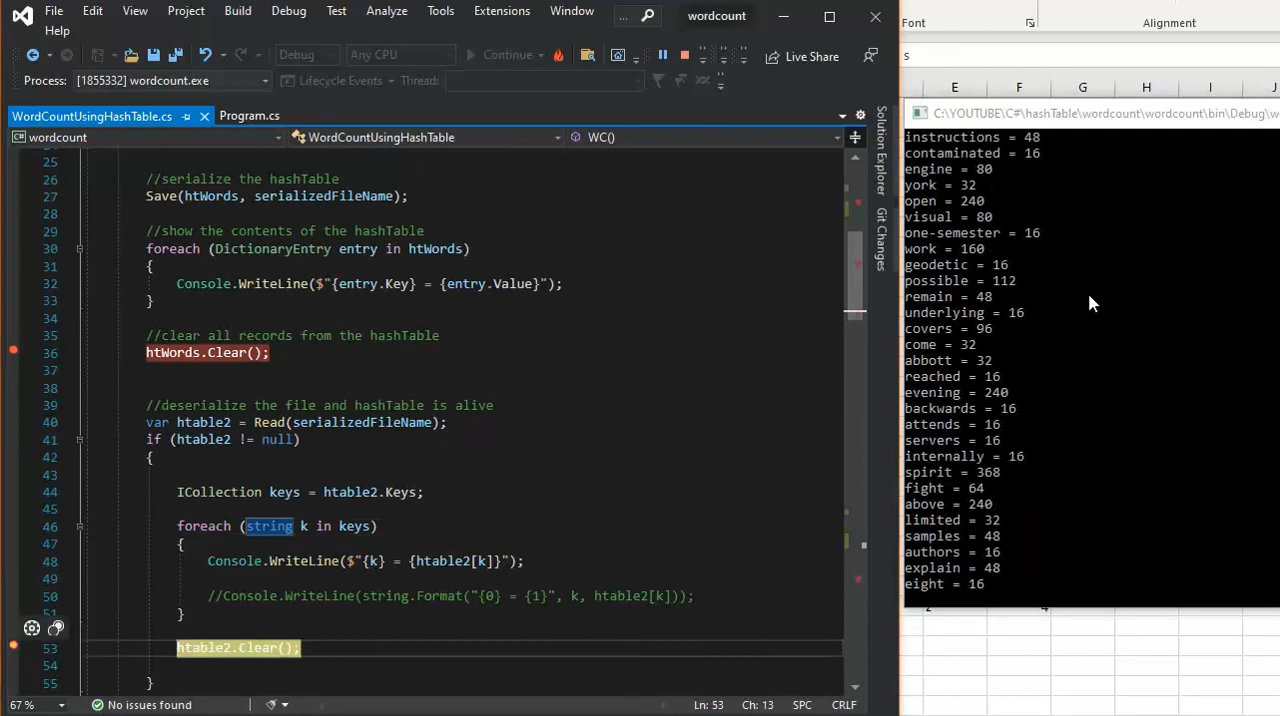 File Edit View Git Project Build Debug Test Analyze Tools Extensions Window ... wordcount
Help
Debug Any CPU Continue Live Share
Process: [1855332] wordcount.exe Lifecycle Events Thread:
WordCountUsingHashTable.cs Program.cs
wordcount WordCountUsingHashTable WC()
25
26 //serialize the hashTable
27 Save(htWords, serializedFileName);
28
29 //show the contents of the hashTable
30 foreach (DictionaryEntry entry in htWords)
31 {
32 Console.WriteLine($"{entry.Key} = {entry.Value}");
33 }
34
35 //clear all records from the hashTable
36 htWords.Clear();
37
38
39 //deserialize the file and hashTable is alive
40 var htable2 = Read(serializedFileName);
41 if (htable2 != null)
42 {
43
44 ICollection keys = htable2.Keys;
45
46 foreach (string k in keys)
47 {
48 Console.WriteLine($"{k} = {htable2[k]}");
49
50 //Console.WriteLine(string.Format("{0} = {1}", k, htable2[k]));
51 }
53 htable2.Clear();
54
55 }
67 % No issues found Ln: 53 Ch: 13 SPC CRLF
Solution Explorer
Git Changes
Font Alignment
s
E F G H I J
C:\YOUTUBE\C#\hashTable\wordcount\wordcount\bin\Debug\w
instructions = 48
contaminated = 16
engine = 80
york = 32
open = 240
visual = 80
one-semester = 16
work = 160
geodetic = 16
possible = 112
remain = 48
underlying = 16
covers = 96
come = 32
abbott = 32
reached = 16
evening = 240
backwards = 16
attends = 16
servers = 16
internally = 16
spirit = 368
fight = 64
above = 240
limited = 32
samples = 48
authors = 16
explain = 48
eight = 16